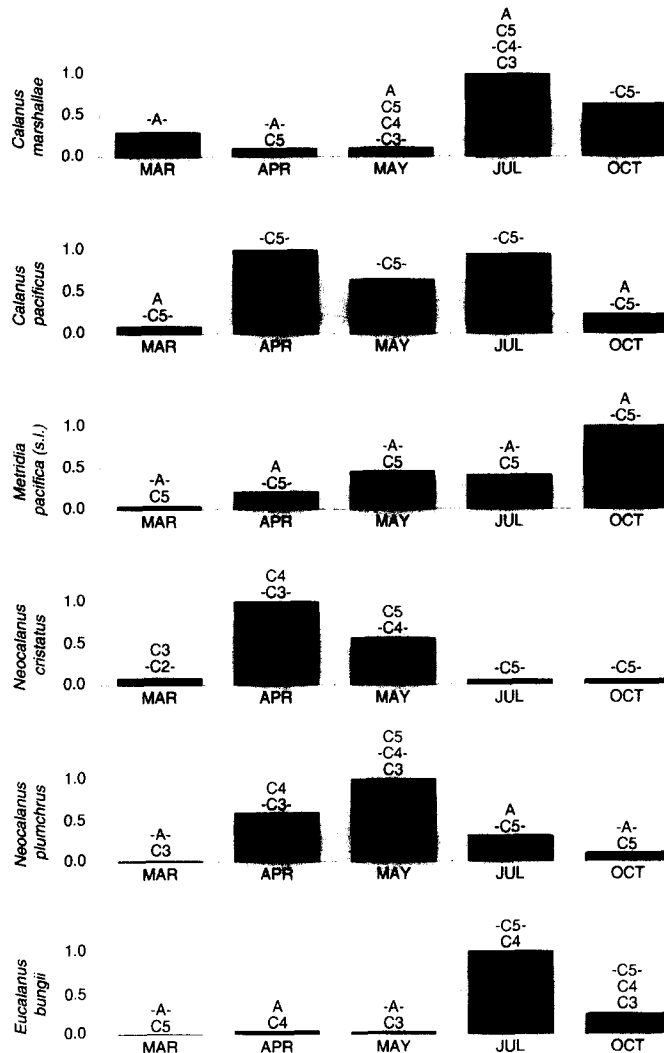 A
C5
-C4-
C3
A
C5
C4
-C3-
-A-
-A-
C5
-C5-
1.0
0.5
0.0
Calanus
marshallae
MAR APR MAY JUL OCT
-C5-
-C5-
-C5-
A
-C5-
A
-C5-
1.0
0.5
0.0
Calanus
pacificus
MAR APR MAY JUL OCT
A
-C5-
-A-
C5
-A-
C5
A
-C5-
-A-
C5
1.0
0.5
0.0
Metridia
pacifica (s.l.)
MAR APR MAY JUL OCT
C4
-C3-
C5
-C4-
C3
-C2-
-C5-
-C5-
1.0
0.5
0.0
Neocalanus
cristatus
MAR APR MAY JUL OCT
C5
-C4-
C3
C4
-C3-
A
-C5-
-A-
C3
-A-
C5
1.0
0.5
0.0
Neocalanus
plumchrus
MAR APR MAY JUL OCT
-C5-
C4
-C5-
C4
C3
-A-
C5
A
C4
-A-
C3
1.0
0.5
0.0
Eucalanus
bungii
MAR APR MAY JUL OCT